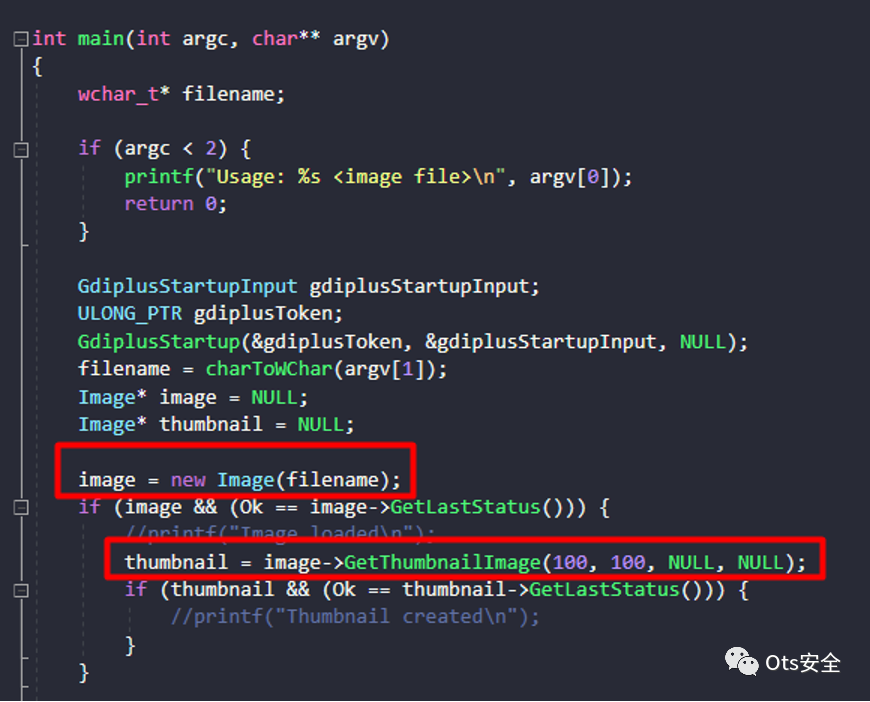 int main(int argc, char** argv)
{
    wchar_t* filename;

    if (argc < 2) {
        printf("Usage: %s <image file>\n", argv[0]);
        return 0;
    }

    GdiplusStartupInput gdiplusStartupInput;
    ULONG_PTR gdiplusToken;
    GdiplusStartup(&gdiplusToken, &gdiplusStartupInput, NULL);
    filename = charToWChar(argv[1]);
    Image* image = NULL;
    Image* thumbnail = NULL;

    image = new Image(filename);
    if (image && (Ok == image->GetLastStatus())) {
        //printf("Image loaded\n");
        thumbnail = image->GetThumbnailImage(100, 100, NULL, NULL);
        if (thumbnail && (Ok == thumbnail->GetLastStatus())) {
            //printf("Thumbnail created\n");
        }
    }
Ots安全